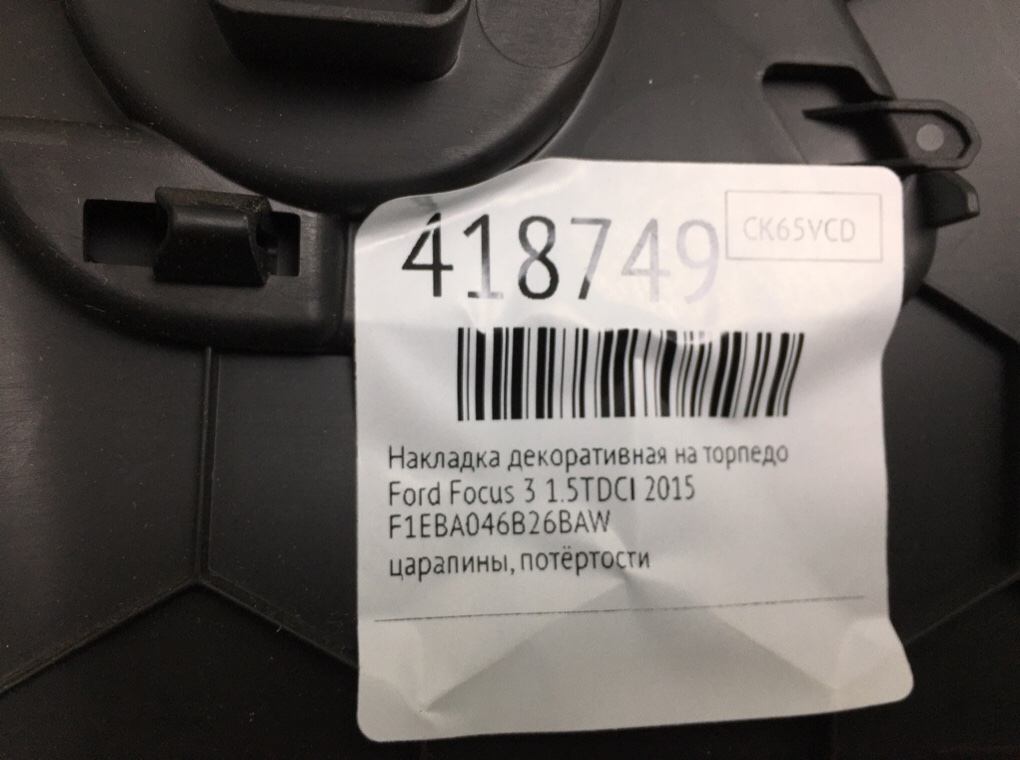 418749
CK65VCD
Накладка декоративная на торпедо
Ford Focus 3 1.5TDCI 2015
F1EBA046B26BAW
царапины, потёртости